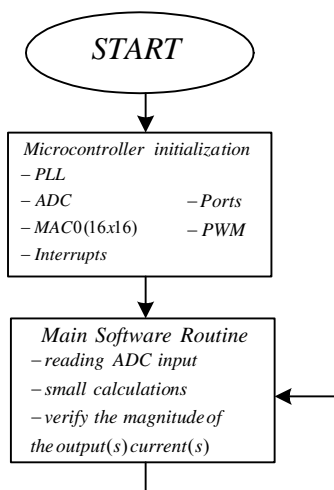 START
Microcontroller initialization
– PLL
– ADC – Ports
– MAC0(16x16) – PWM
– Interrupts
Main Software Routine
– reading ADC input
– small calculations
– verify the magnitude of
the output(s) current(s)